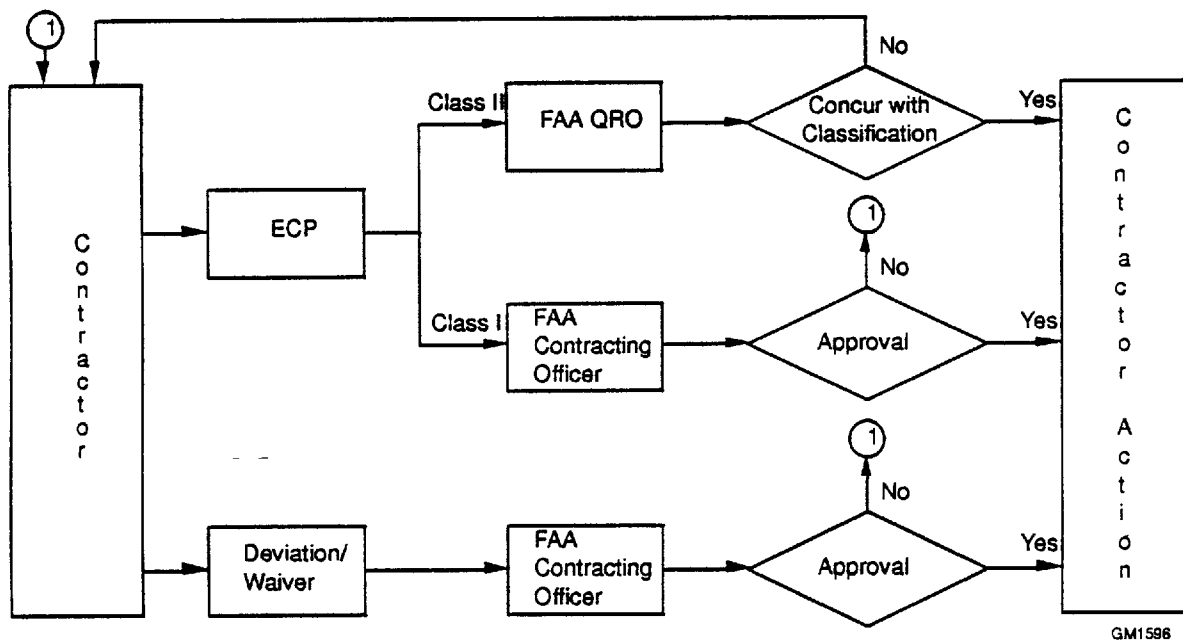 1
No
Class II
FAA QRO
Concur with
Classification
Yes
Contractor
ECP
1
No
Class I
FAA
Contracting
Officer
Approval
Yes
Contractor Action
1
No
Deviation/
Waiver
FAA
Contracting
Officer
Approval
Yes
GM1596